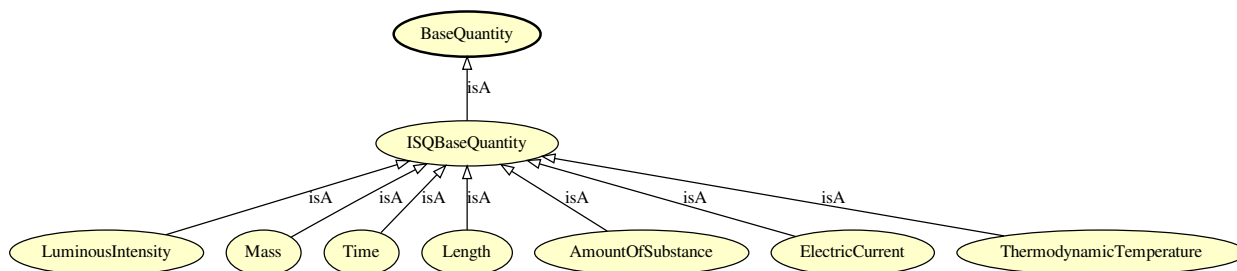 BaseQuantity
isA
ISQBaseQuantity
isA
isA
isA
isA
isA
isA
isA
LuminousIntensity
Mass
Time
Length
AmountOfSubstance
ElectricCurrent
ThermodynamicTemperature